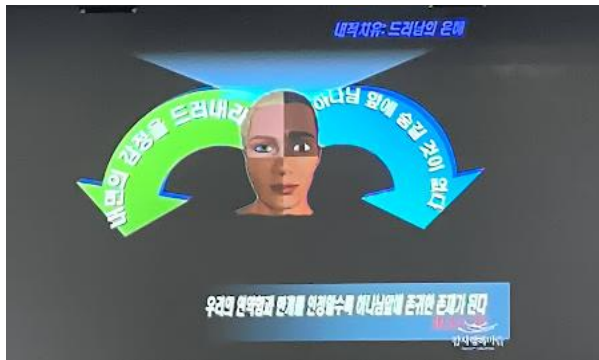 내적치유: 드러남의 은혜
내면의 감정을 드러내라
하나님 앞에 숨길 것이 없다
우리의 연약함과 한계를 인정할수록 하나님앞에 존귀한 존재가 된다